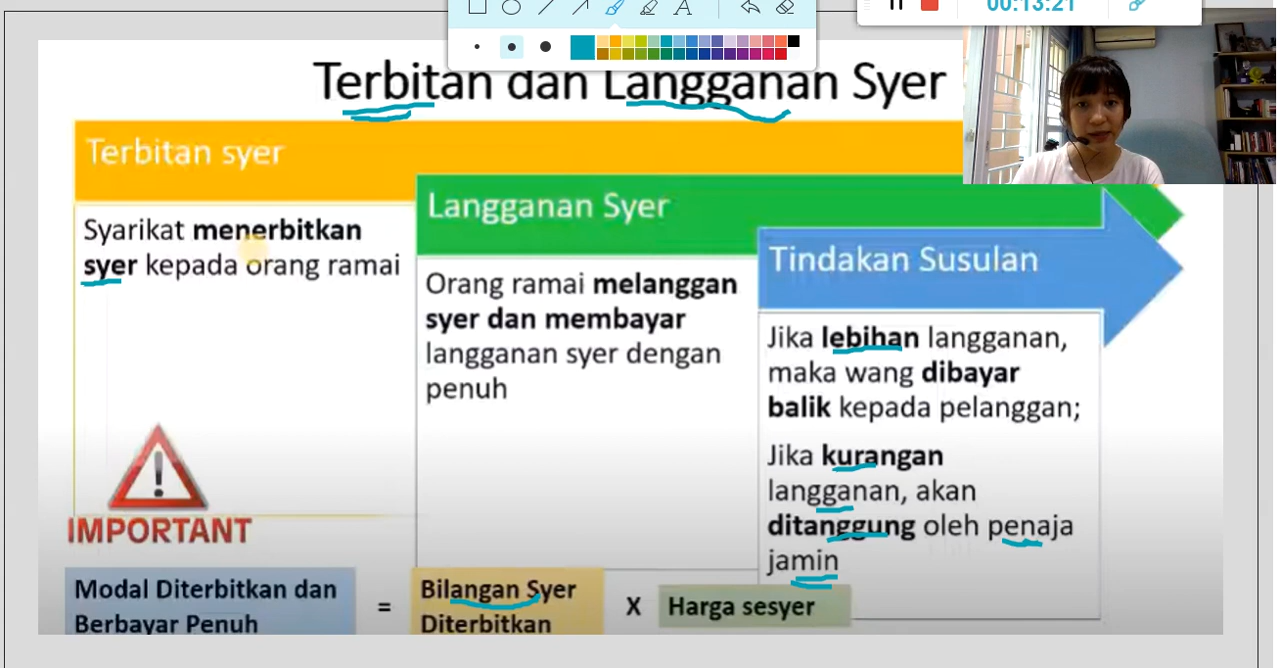 00:13:21
Terbitan dan Langganan Syer
Terbitan syer
Syarikat menerbitkan
syer kepada orang ramai
Langganan Syer
Orang ramai melanggan
syer dan membayar
langganan syer dengan
penuh
Tindakan Susulan
Jika lebihan langganan,
maka wang dibayar
balik kepada pelanggan;
Jika kurangan
langganan, akan
ditanggung oleh penaja
jamin
IMPORTANT
Modal Diterbitkan dan
Berbayar Penuh
=
Bilangan Syer
Diterbitkan
X
Harga sesyer